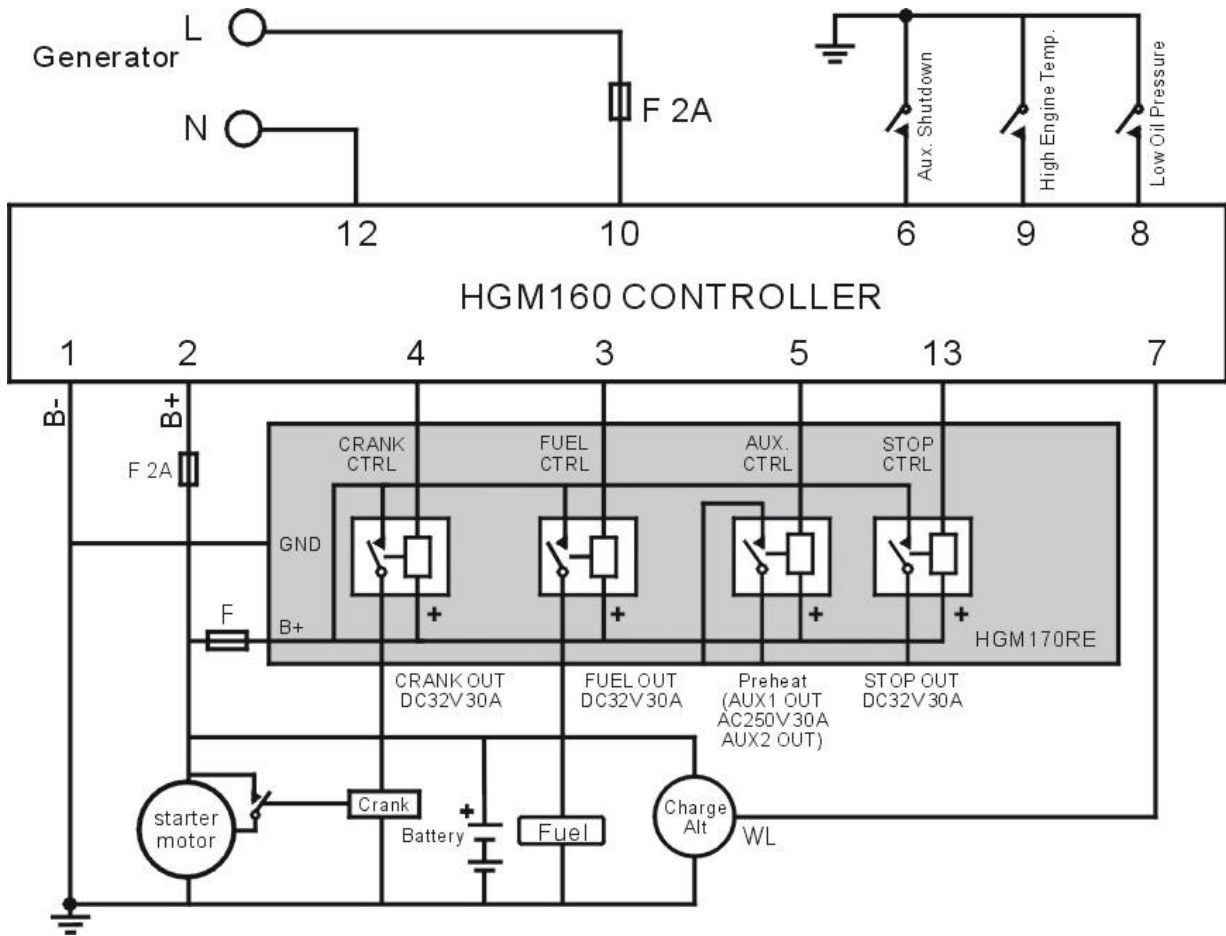 L
Generator
N
F 2A
Aux. Shutdown
High Engine Temp.
Low Oil Pressure
12
10
6
9
8
HGM160 CONTROLLER
1
2
4
3
5
13
7
B-
B+
F 2A
CRANK
CTRL
FUEL
CTRL
AUX.
CTRL
STOP
CTRL
GND
F
B+
+
+
+
+
HGM170RE
CRANK OUT
DC32V30A
FUEL OUT
DC32V30A
Preheat
(AUX1 OUT
AC250V30A
AUX2 OUT)
STOP OUT
DC32V30A
starter
motor
Crank
+
Battery
Fuel
Charge
Alt
WL